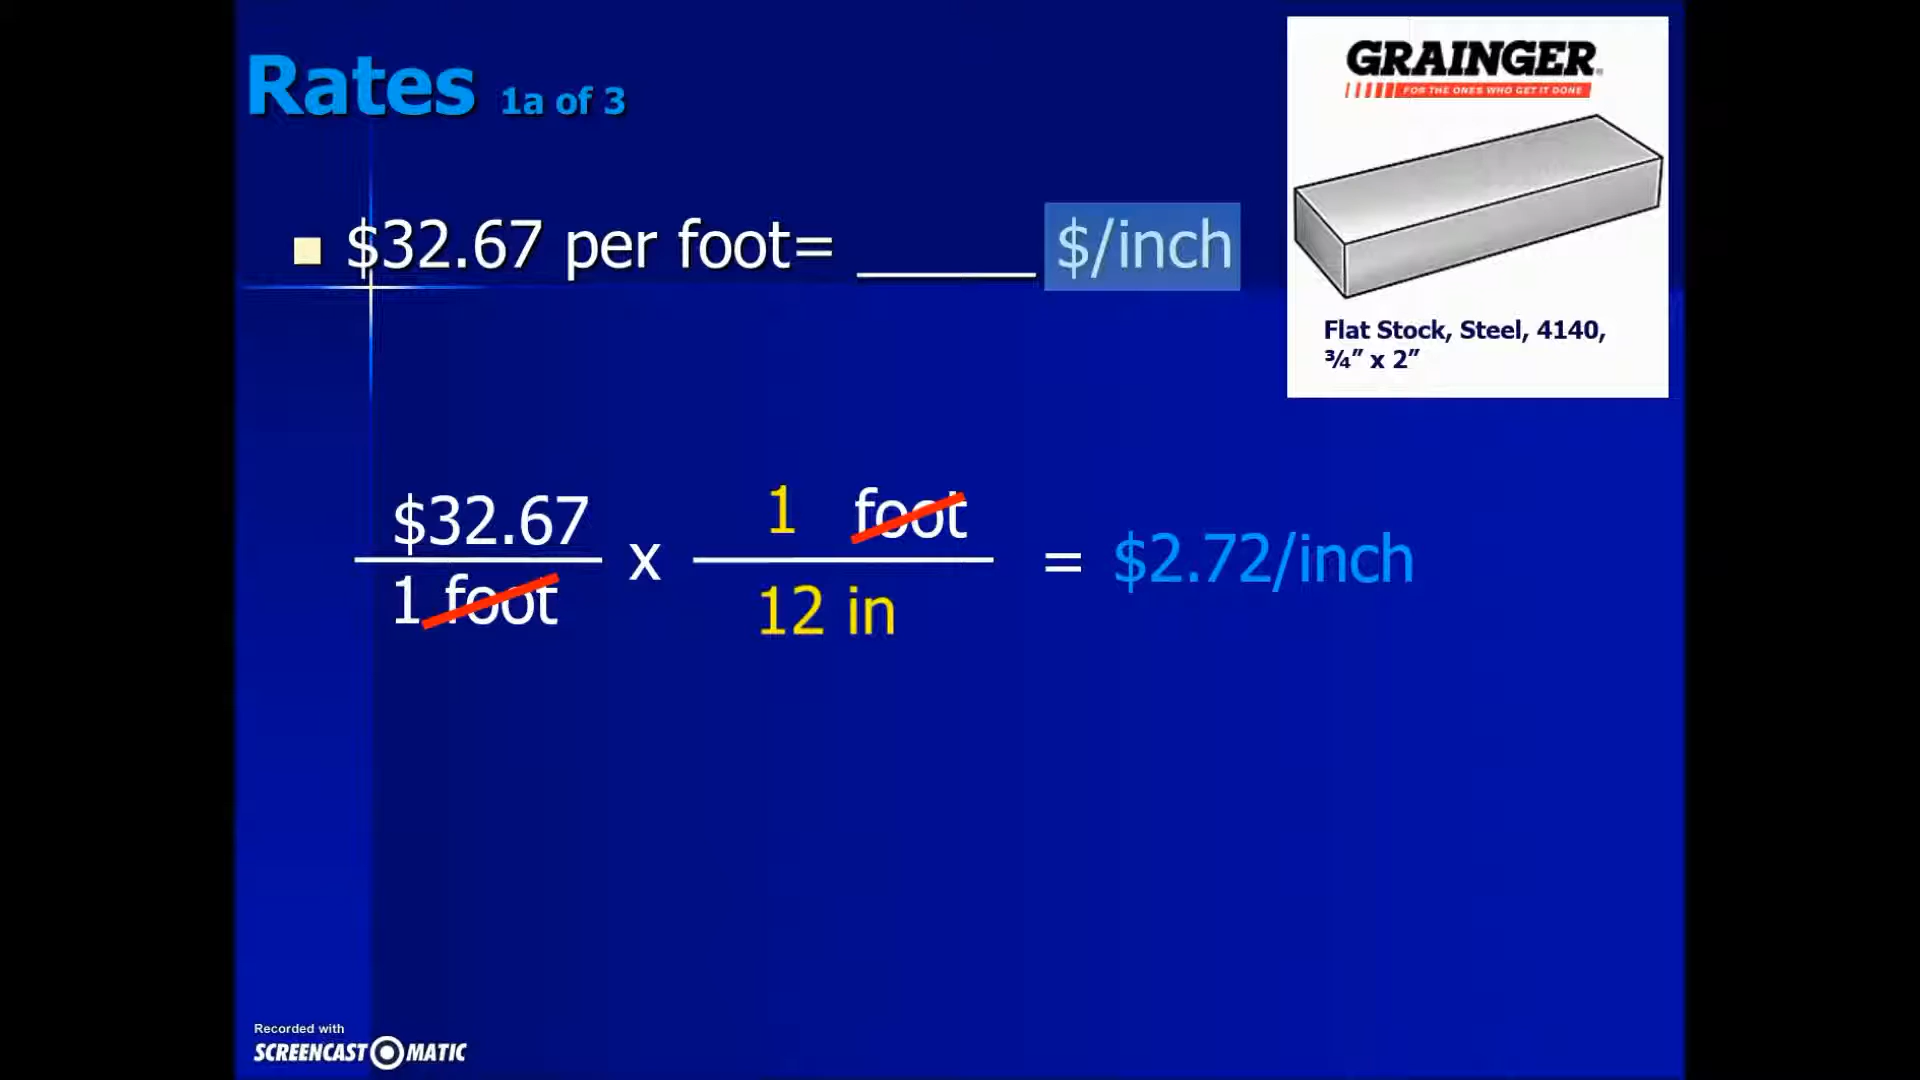 Rates 1a of 3
GRAINGER®
FOR THE ONES WHO GET IT DONE
$32.67 per foot= ______ $/inch
Flat Stock, Steel, 4140,
¾” x 2”
$32.67
1 foot
x
1 foot
12 in
= $2.72/inch
Recorded with
SCREENCAST MATIC